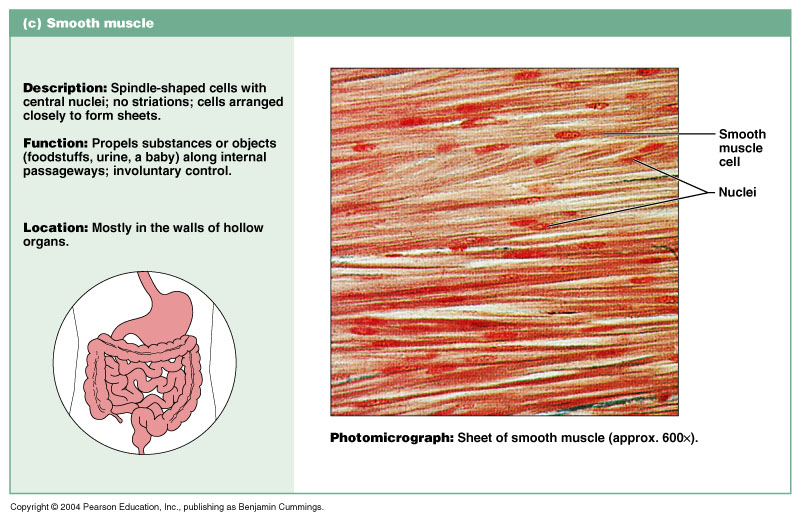 (c) Smooth muscle
Description: Spindle-shaped cells with
central nuclei; no striations; cells arranged
closely to form sheets.
Function: Propels substances or objects
(foodstuffs, urine, a baby) along internal
passageways; involuntary control.
Location: Mostly in the walls of hollow
organs.
Smooth
muscle
cell
Nuclei
Photomicrograph: Sheet of smooth muscle (approx. 600×).
Copyright © 2004 Pearson Education, Inc., publishing as Benjamin Cummings.